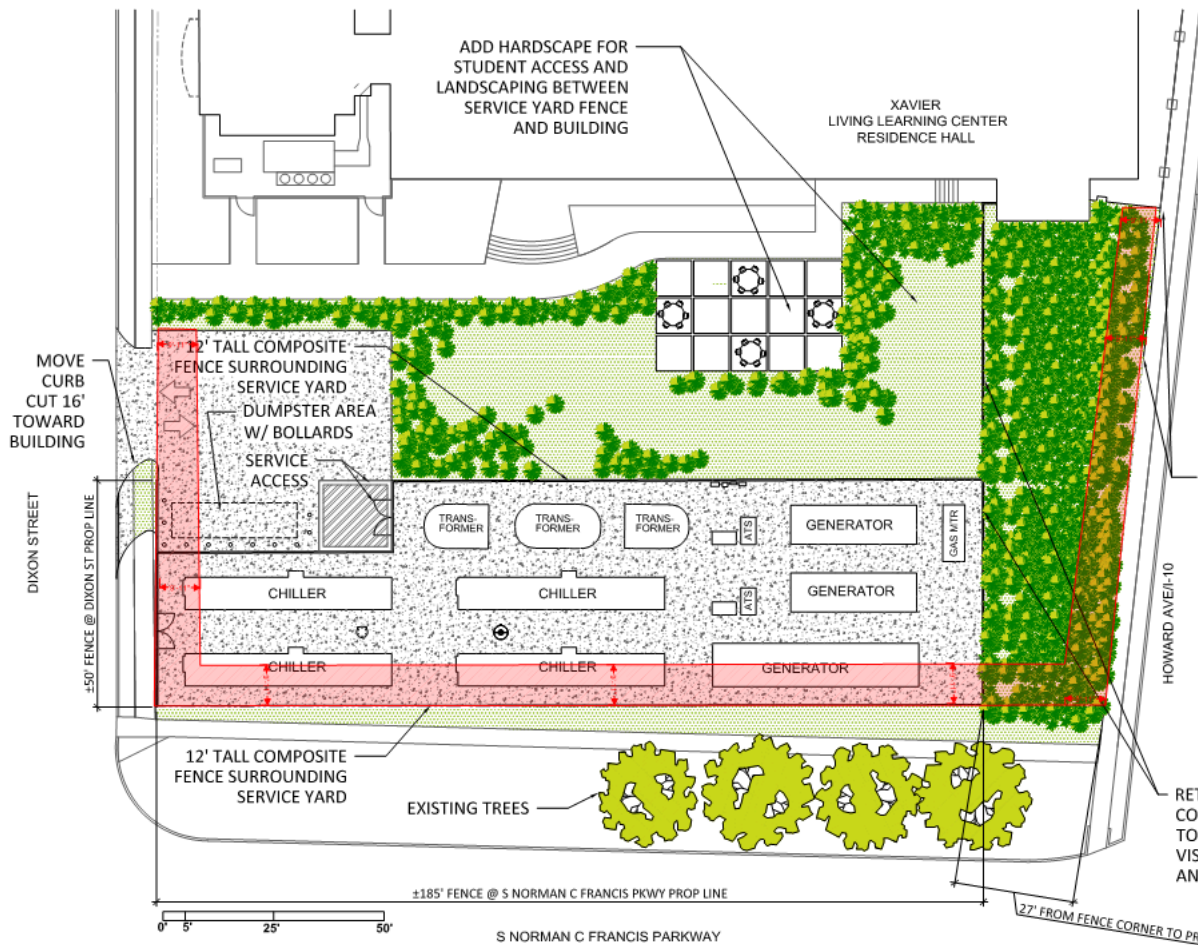 ADD HARDSCAPE FOR
STUDENT ACCESS AND
LANDSCAPING BETWEEN
SERVICE YARD FENCE
AND BUILDING
XAVIER
LIVING LEARNING CENTER
RESIDENCE HALL
MOVE
CURB
CUT 16'
TOWARD
BUILDING
12' TALL COMPOSITE
FENCE SURROUNDING
SERVICE YARD
DUMPSTER AREA
W/ BOLLARDS
SERVICE
ACCESS
DIXON STREET
±50' FENCE @ DIXON ST PROP LINE
TRANS-
FORMER
TRANS-
FORMER
TRANS-
FORMER
ATS
GENERATOR
GAS MTR
CHILLER
CHILLER
ATS
GENERATOR
CHILLER
CHILLER
GENERATOR
HOWARD AVE/I-10
12' TALL COMPOSITE
FENCE SURROUNDING
SERVICE YARD
EXISTING TREES
RET
CO
TO
VIS
AN
±185' FENCE @ S NORMAN C FRANCIS PKWY PROP LINE
27' FROM FENCE CORNER TO PR
0' 5' 25' 50'
S NORMAN C FRANCIS PARKWAY